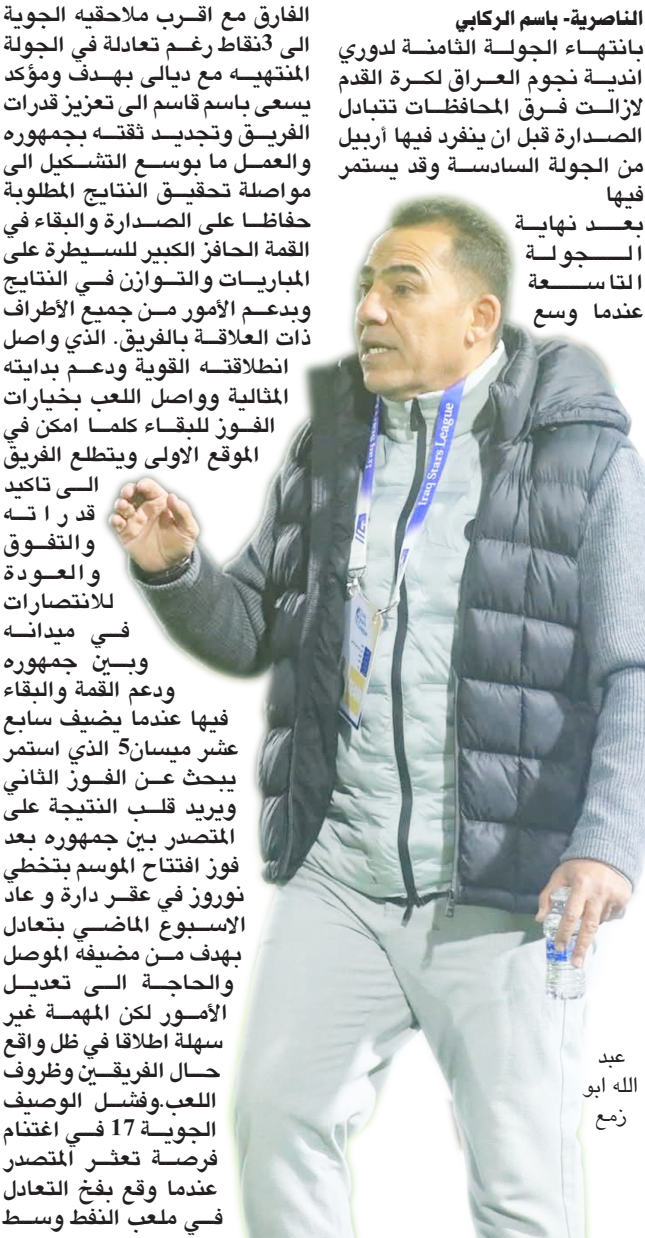 الناصرية- باسم الركابي
بانتهاء الجولة الثامنة لدوري
اندية نجوم العراق لكرة القدم
لازالت فرق المحافظات تتبادل
الصدارة قبل ان ينفرد فيها أربيل
من الجولة السادسة وقد يستمر
فيها
بعد نهاية
الجولة
التاسعة
عندما وسع
الفارق مع اقرب ملاحقيه الجوية
الى 3نقاط رغم تعادلة في الجولة
المنتهيه مع ديالى بهدف ومؤكد
يسعى باسم قاسم الى تعزيز قدرات
الفريق وتجديد ثقته بجمهوره
والعمل ما بوسع التشكيل الى
مواصلة تحقيق النتايج المطلوبة
حفاظا على الصدارة والبقاء في
القمة الحافز الكبير للسيطرة على
المباريات والتوازن في النتايج
وبدعم الأمور من جميع الأطراف
ذات العلاقة بالفريق. الذي واصل
انطلاقته القوية ودعم بدايته
المثالية وواصل اللعب بخيارات
الفوز للبقاء كلما امكن في
الموقع الاولى ويتطلع الفريق
الى تاكيد
قدراته
والتفوق
والعودة
للانتصارات
في ميدانه
وبين جمهوره
ودعم القمة والبقاء
فيها عندما يضيف سابع
عشر ميسان5 الذي استمر
يبحث عن الفوز الثاني
ويريد قلب النتيجة على
المتصدر بين جمهوره بعد
فوز افتتاح الموسم بتخطي
نوروز في عقر دارة و عاد
الاسبوع الماضي بتعادل
بهدف من مضيفه الموصل
والحاجة الى تعديل
الأمور لكن المهمة غير
سهلة اطلاقا في ظل واقع
حال الفريقين وظروف
اللعب.وفشل الوصيف
الجوية 17 في اغتنام
فرصة تعثر المتصدر
عندما وقع بفخ التعادل
في ملعب النفط وسط
Iraq Stars League
Iraq Stars League
عبد
الله ابو
زمع